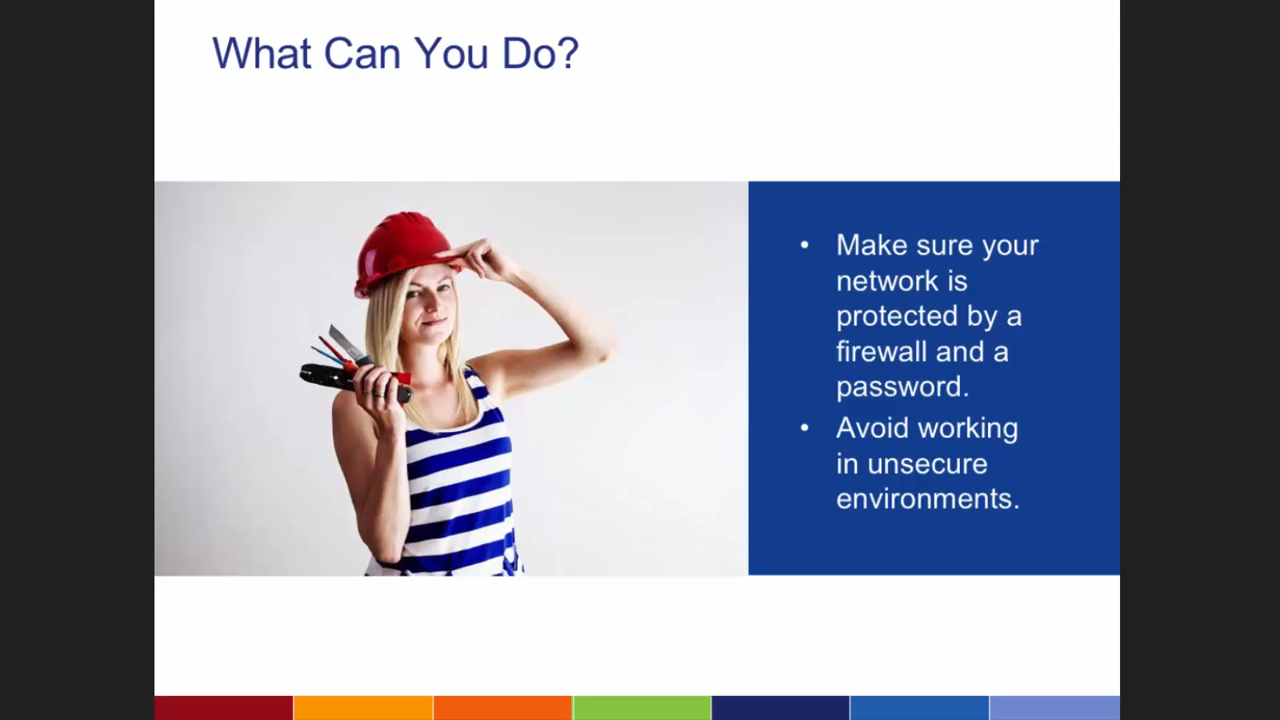 What Can You Do?
• Make sure your
network is
protected by a
firewall and a
password.
• Avoid working
in unsecure
environments.